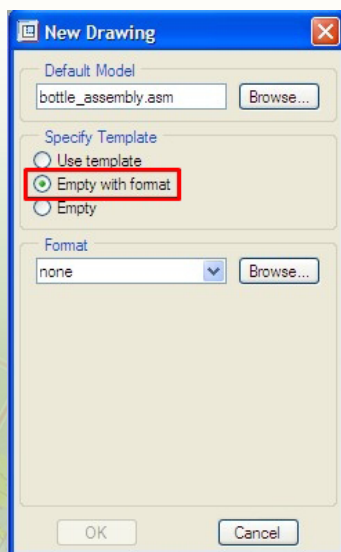 New Drawing
Default Model
bottle_assembly.asm
Browse...
Specify Template
Use template
Empty with format
Empty
Format
none
Browse...
OK
Cancel